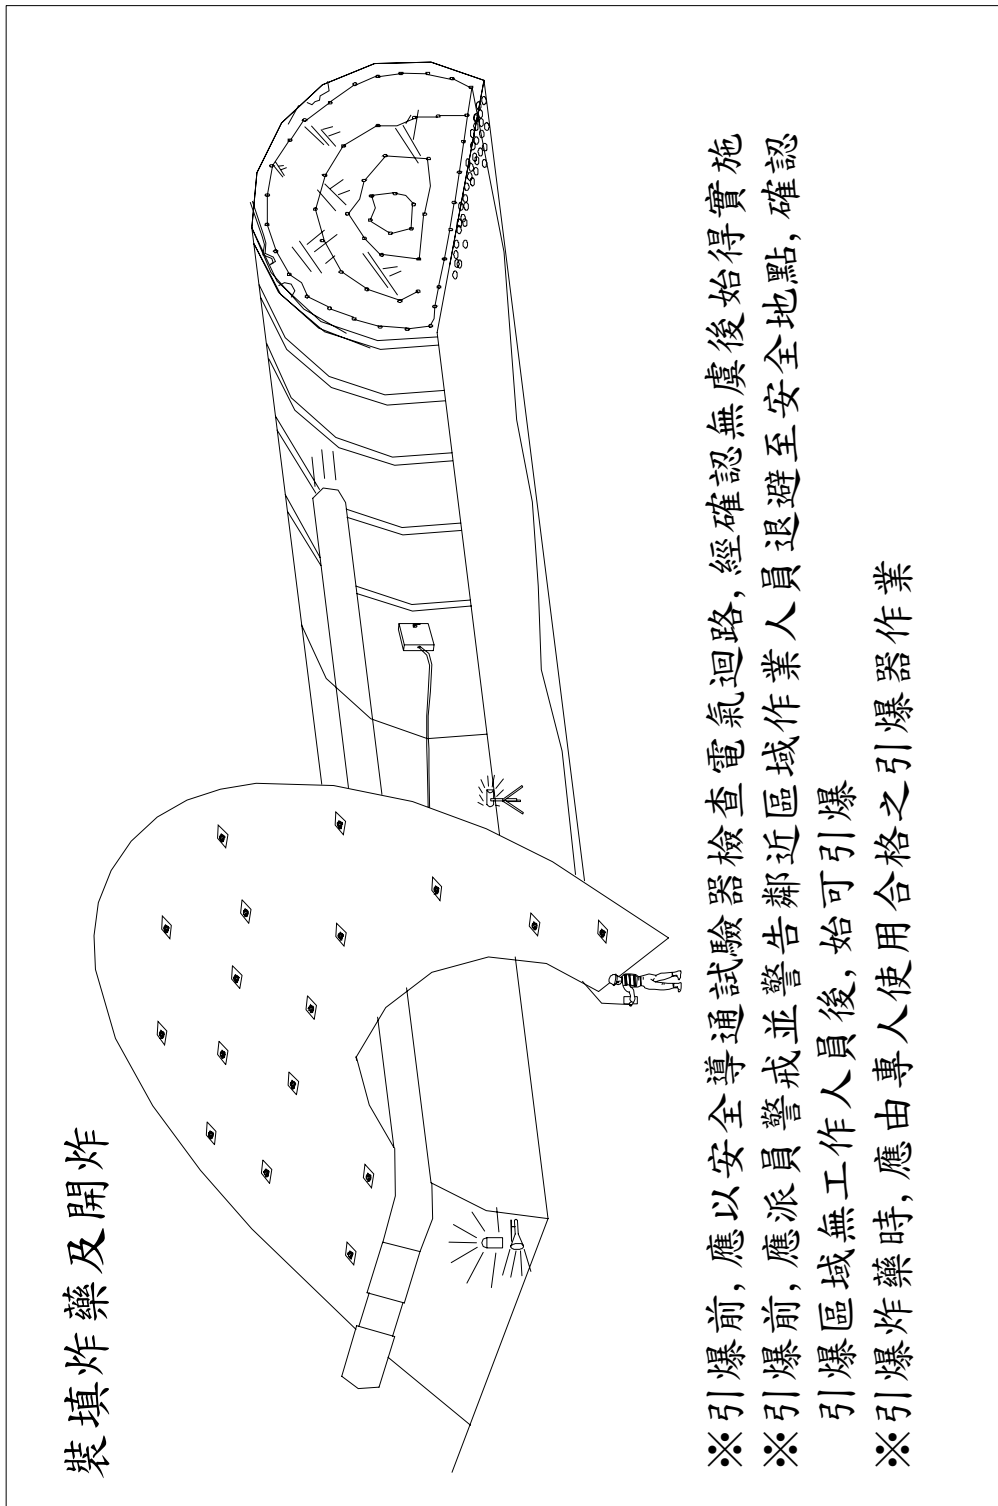 裝填炸藥及開炸
※引爆前,應以安全導通試驗器檢查電氣迴路,經確認無虞後始得實施
※引爆前,應派員警戒並警告鄰近區域作業人員退避至安全地點,確認
引爆區域無工作人員後,始可引爆
※引爆炸藥時,應由專人使用合格之引爆器作業